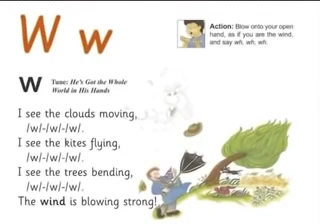 W w
Action: Blow onto your open
hand, as if you are the wind,
and say wh, wh, wh.
W
Tune: He's Got the Whole
World in His Hands
I see the clouds moving,
/w/-/w/-/w/.
I see the kites flying,
/w/-/w/-/w/.
I see the trees bending,
/w/-/w/-/w/.
The wind is blowing strong!